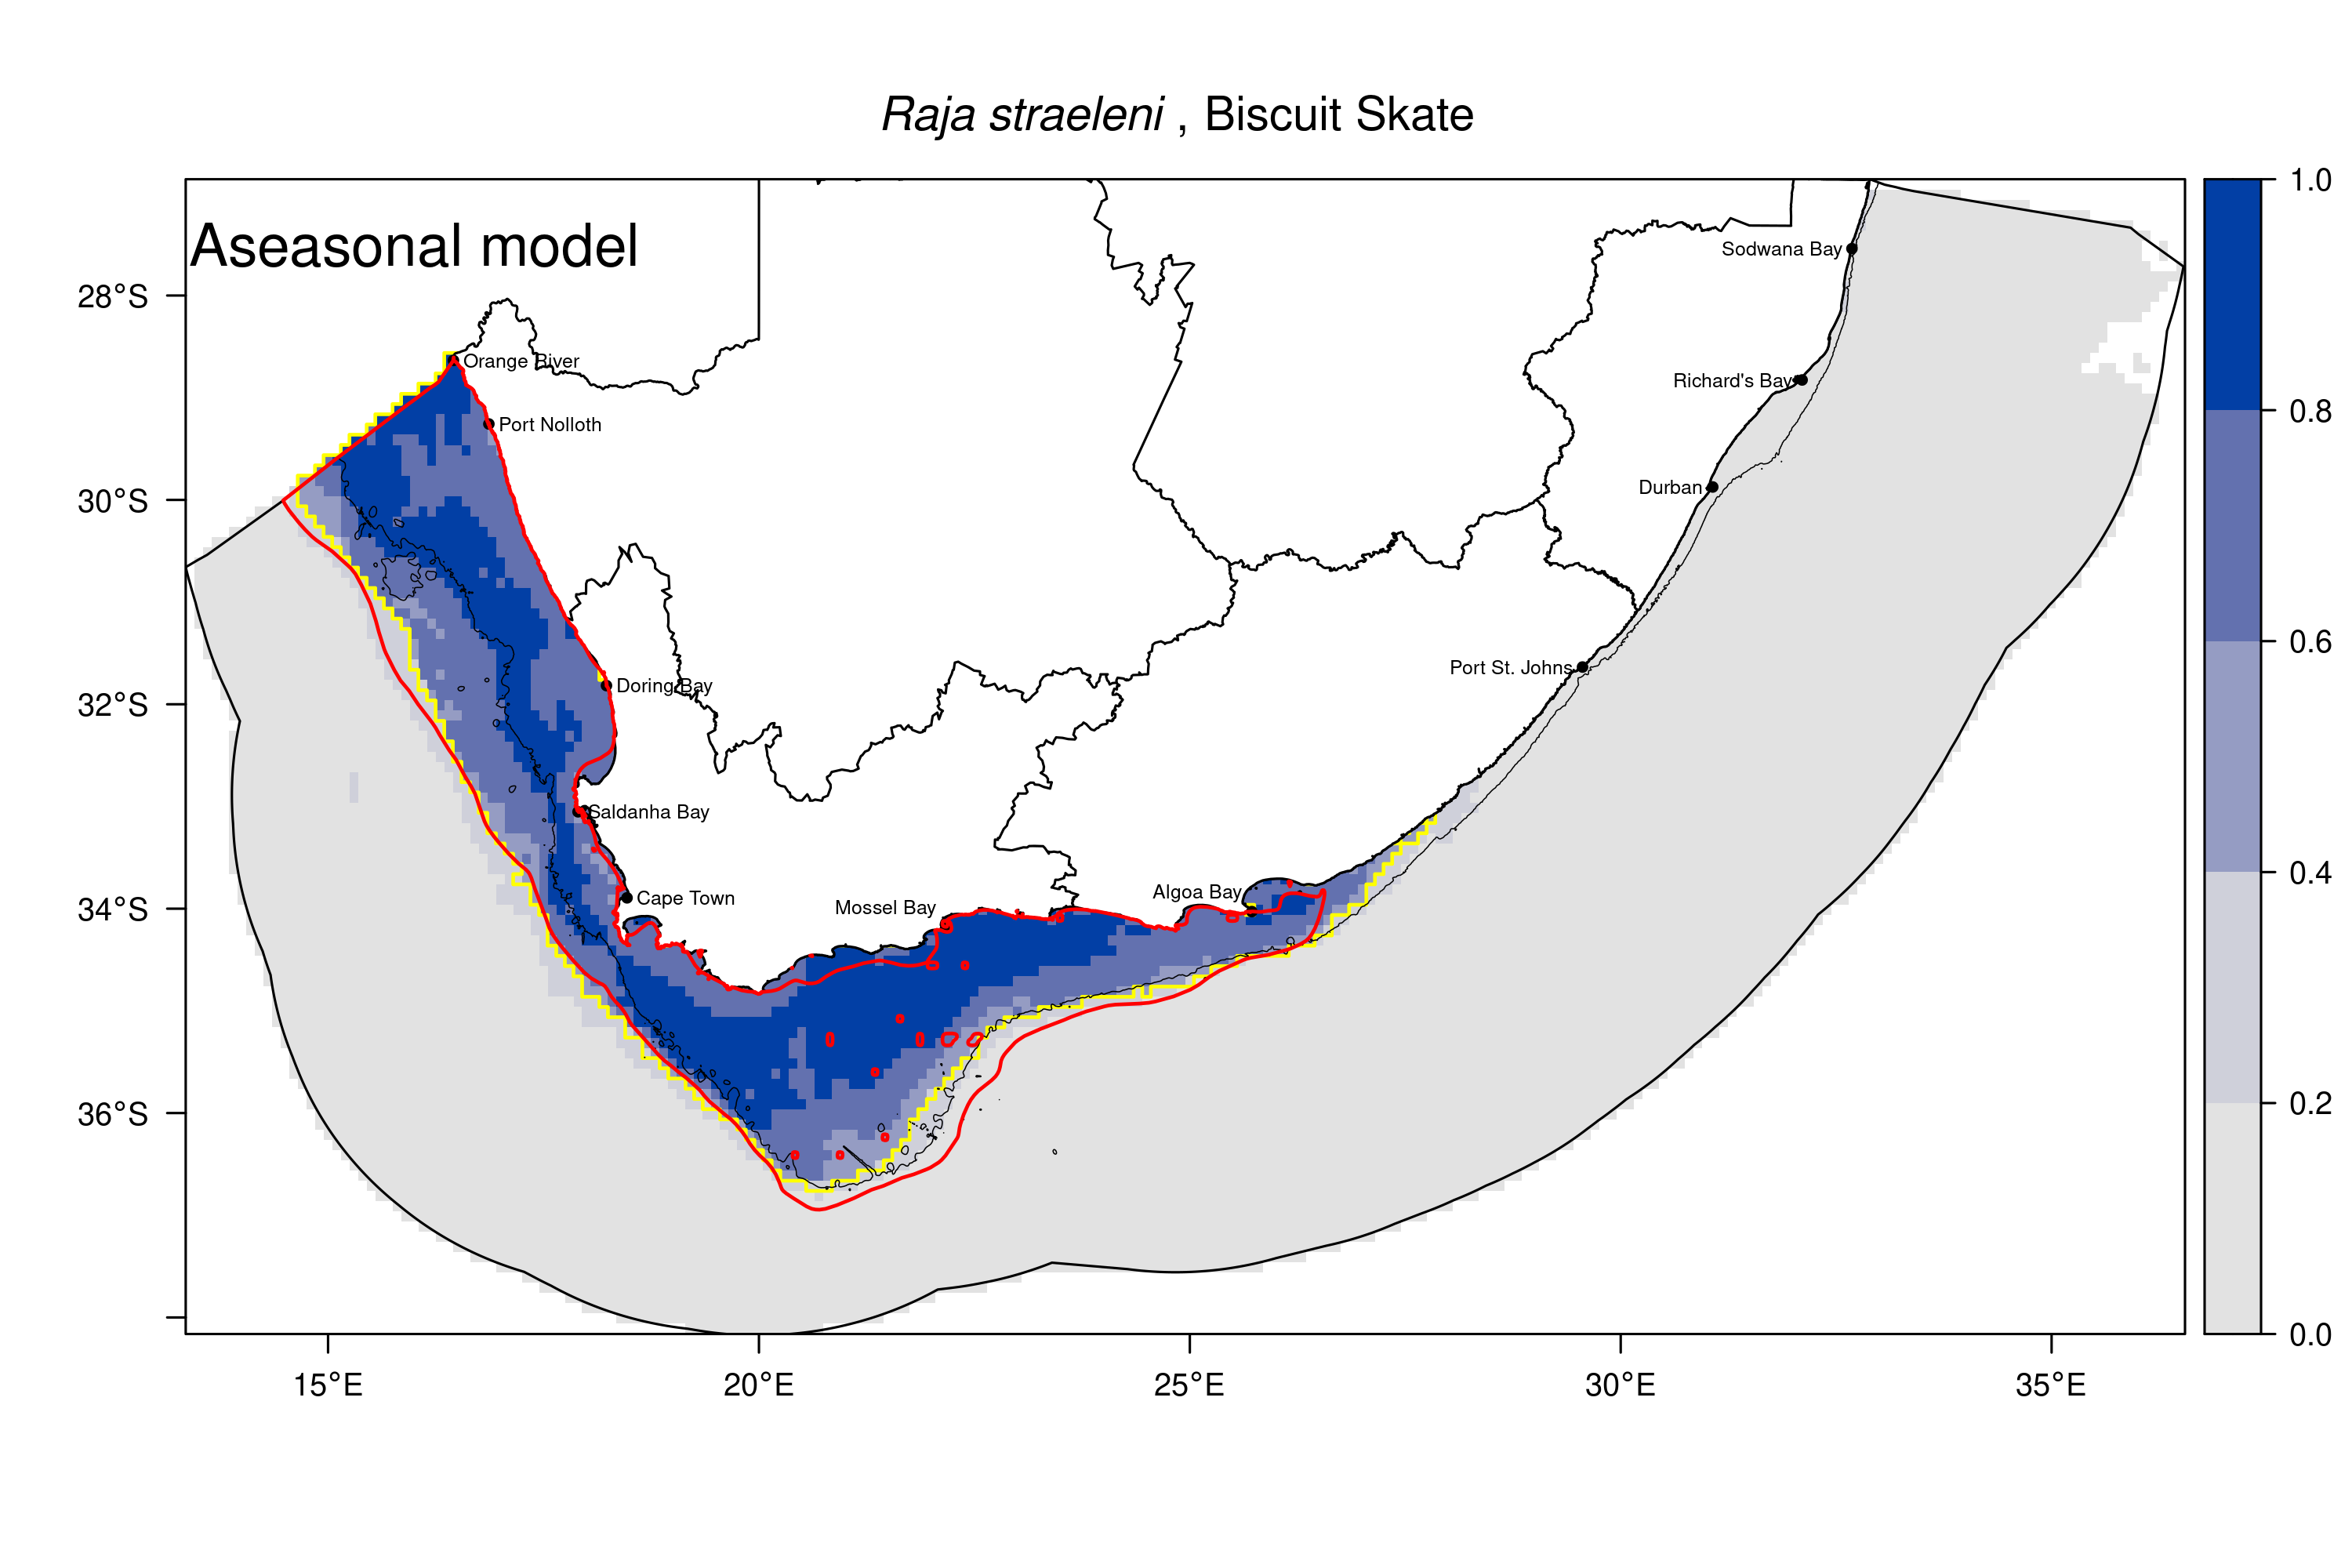 Raja straeleni , Biscuit Skate
Aseasonal model
Sodwana Bay
Richard's Bay
Orange River
Port Nolloth
Durban
Port St. Johns
Doring Bay
Saldanha Bay
Cape Town
Mossel Bay
Algoa Bay
28°S
30°S
32°S
34°S
36°S
15°E
20°E
25°E
30°E
35°E
1.0
0.8
0.6
0.4
0.2
0.0